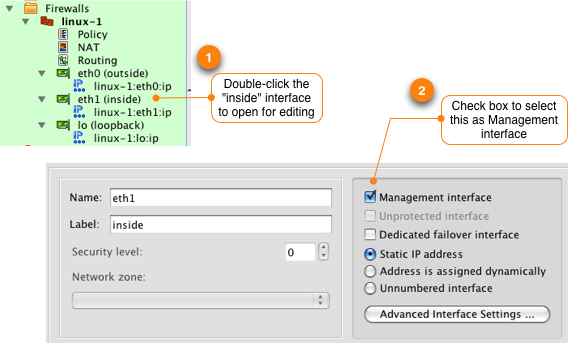 Firewalls
linux-1
Policy
NAT
Routing
eth0 (outside)
linux-1:eth0:ip
eth1 (inside)
linux-1:eth1:ip
lo (loopback)
linux-1:lo:ip
1
Double-click the
"inside" interface
to open for editing
2
Check box to select
this as Management
interface
Name: eth1
Label: inside
Security level: 0
Network zone:
Management interface
Unprotected interface
Dedicated failover interface
Static IP address
Address is assigned dynamically
Unnumbered interface
Advanced Interface Settings ...